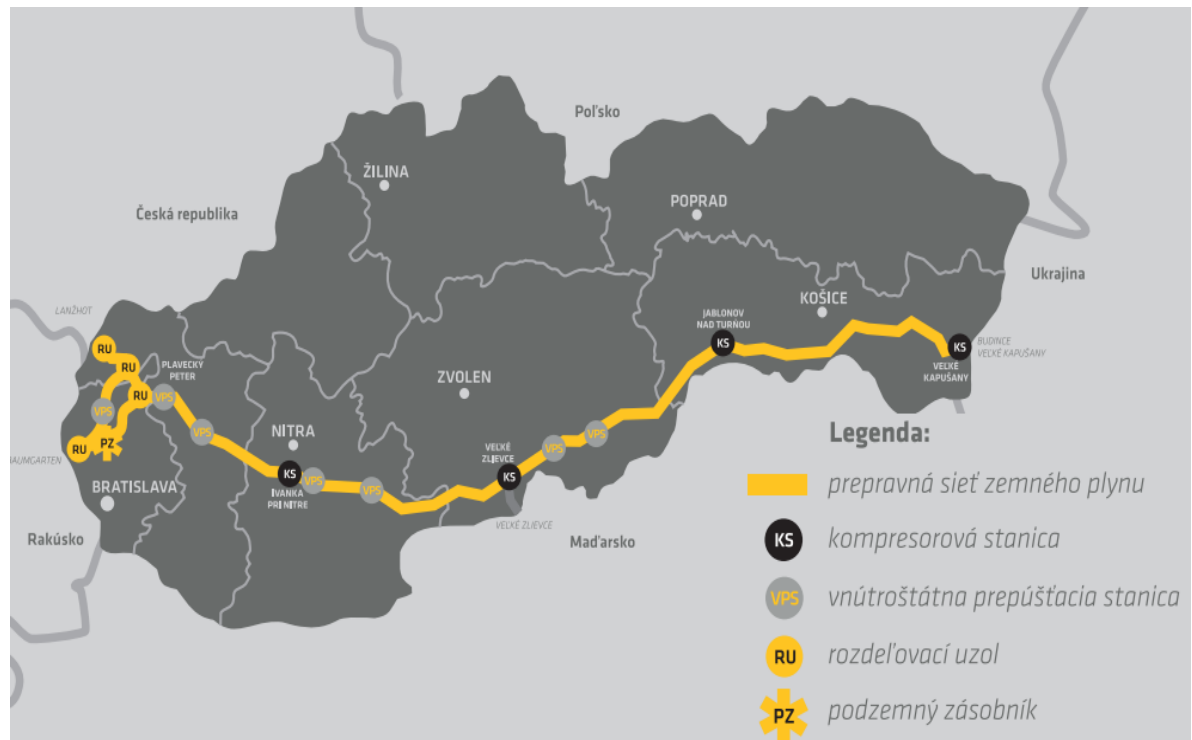 Poľsko
ŽILINA
POPRAD
Česká republika
Ukrajina
LANŽHOT
KOŠICE
JABLONOV
NAD TURŇOU
KS
KS
BUDINCE
VEĽKÉ KAPUŠANY
VEĽKÉ
KAPUŠANY
RU
RU
PLAVECKÝ
PETER
RU
VPS
VPS
ZVOLEN
VPS
RU
PZ
BAUMGARTEN
NITRA
VPS
VPS
VEĽKÉ
ZLIEVCE
KS
KS
VPS
VPS
IVANKA
PRI NITRE
BRATISLAVA
VEĽKÉ ZLIEVCE
Rakúsko
Maďarsko
Legenda:
prepravná sieť zemného plynu
KS kompresorová stanica
VPS vnútroštátna prepúšťacia stanica
RU rozdeľovací uzol
PZ podzemný zásobník